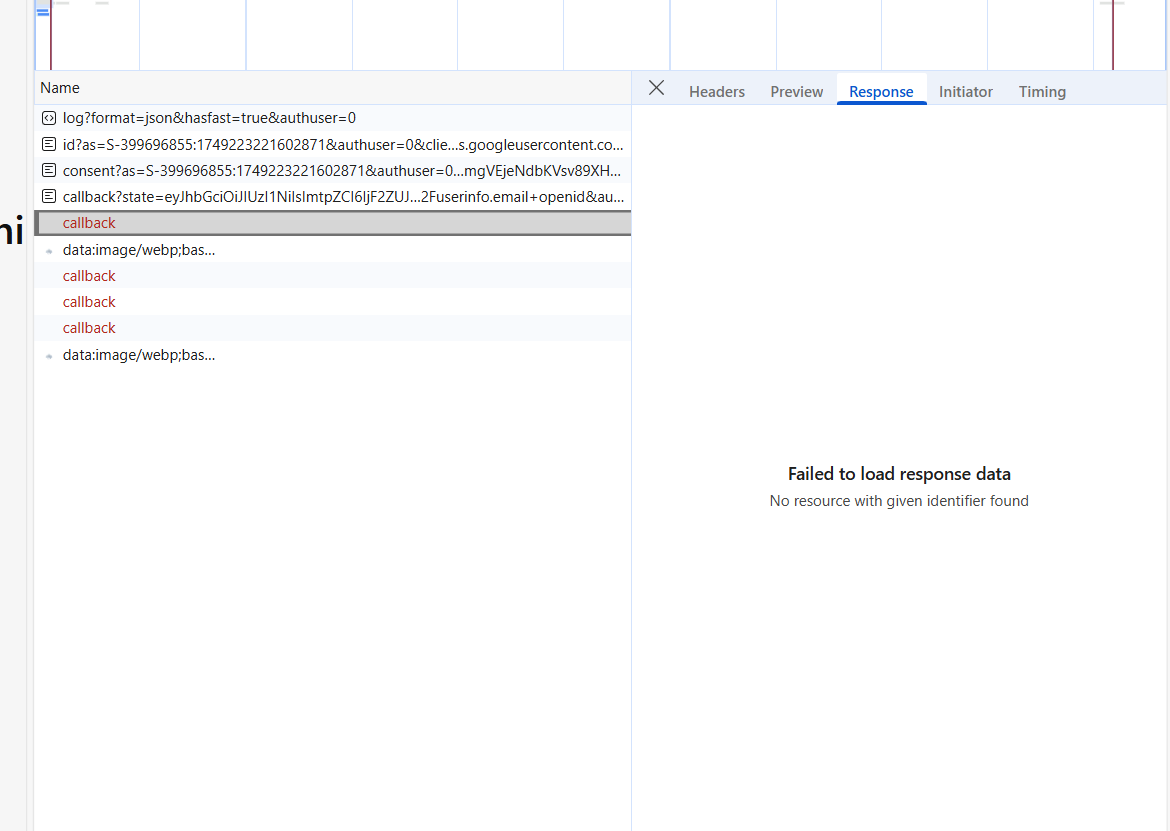 Name
Headers Preview Response Initiator Timing
log?format=json&hasfast=true&authuser=0
id?as=S-399696855:1749223221602871&authuser=0&clie...s.googleusercontent.co...
consent?as=S-399696855:1749223221602871&authuser=0...mgVEjeNdbKVsv89XH...
callback?state=eyJhbGciOiJIUzI1NiIsImtpZCI6IjF2ZUJ...2Fuserinfo.email+openid&au...
callback
data:image/webp;bas...
callback
callback
callback
data:image/webp;bas...
ni
Failed to load response data
No resource with given identifier found